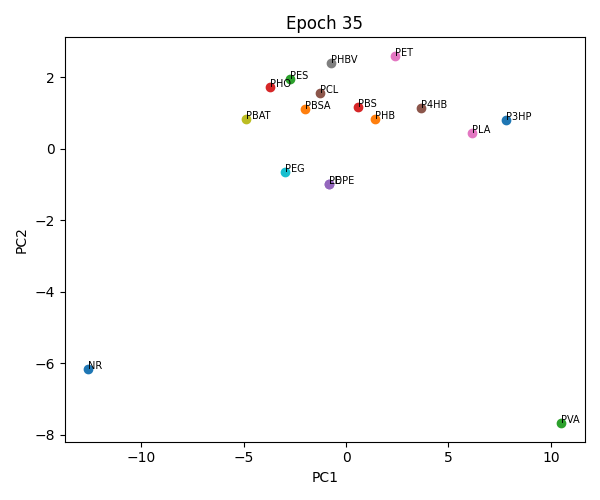 Epoch 35
PET
PHBV
PES
PHO
PCL
PBSA
PBS
P4HB
PBAT
PHB
P3HP
PLA
PEG
LDPE
NR
PVA
2
0
−2
−4
−6
−8
PC2
−10
−5
0
5
10
PC1